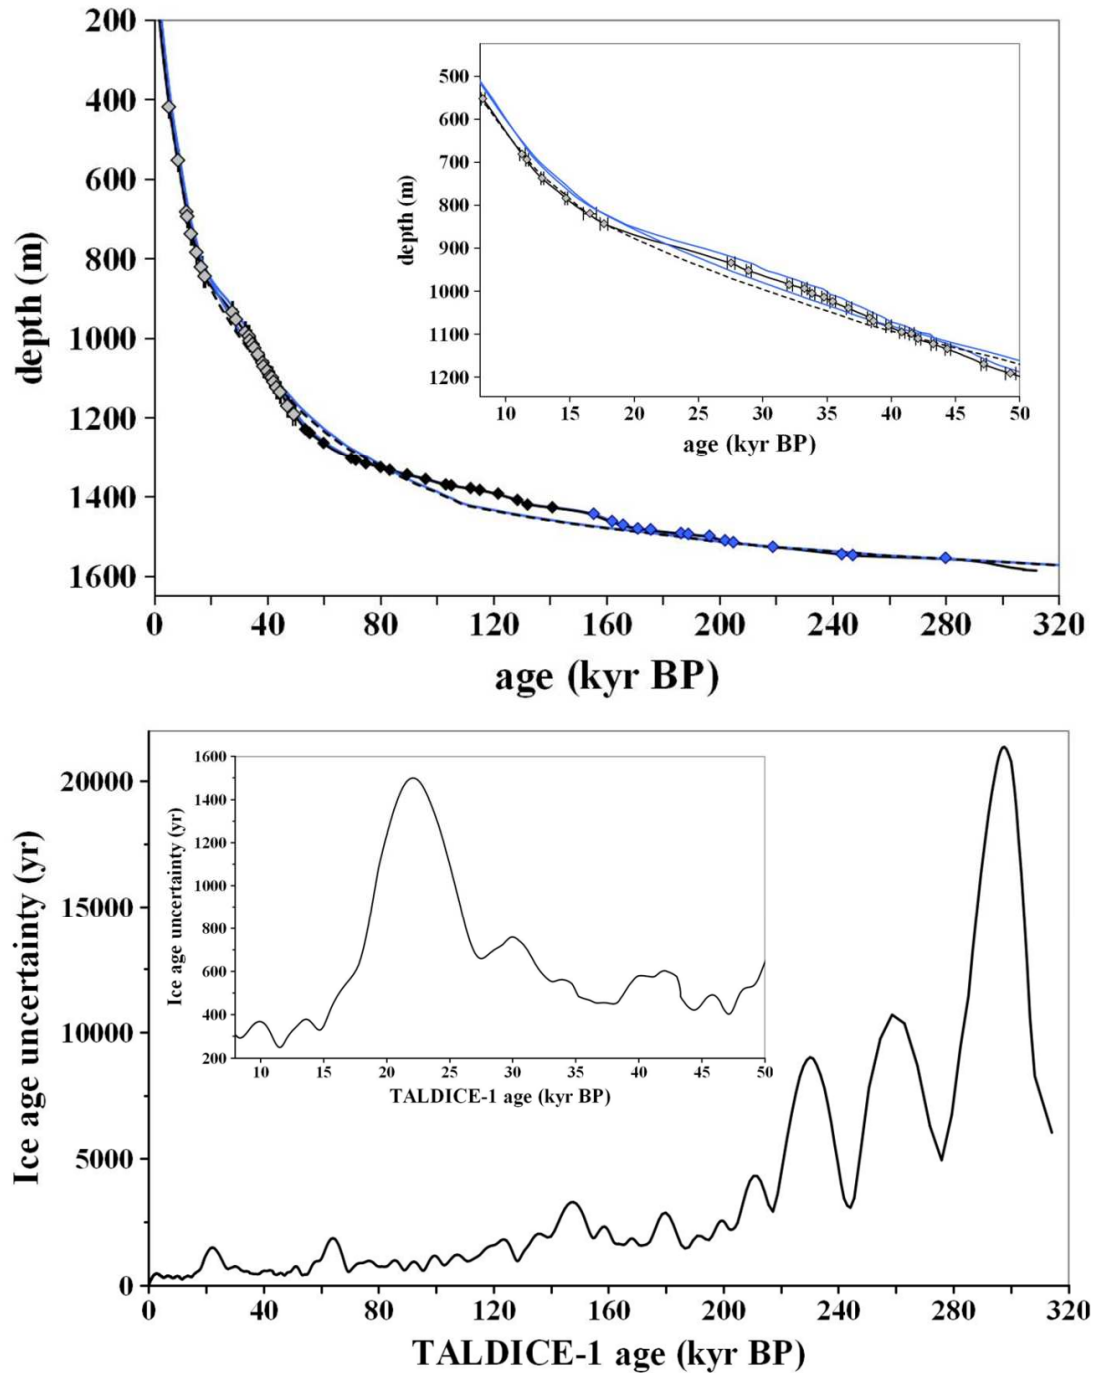 200
400
600
800
1000
1200
1400
1600
depth (m)
0 40 80 120 160 200 240 280 320
age (kyr BP)
500
600
700
800
900
1000
1100
1200
depth (m)
10 15 20 25 30 35 40 45 50
age (kyr BP)
20000
15000
10000
5000
0
Ice age uncertainty (yr)
0 40 80 120 160 200 240 280 320
TALDICE-1 age (kyr BP)
1600
1400
1200
1000
800
600
400
200
Ice age uncertainty (yr)
10 15 20 25 30 35 40 45 50
TALDICE-1 age (kyr BP)